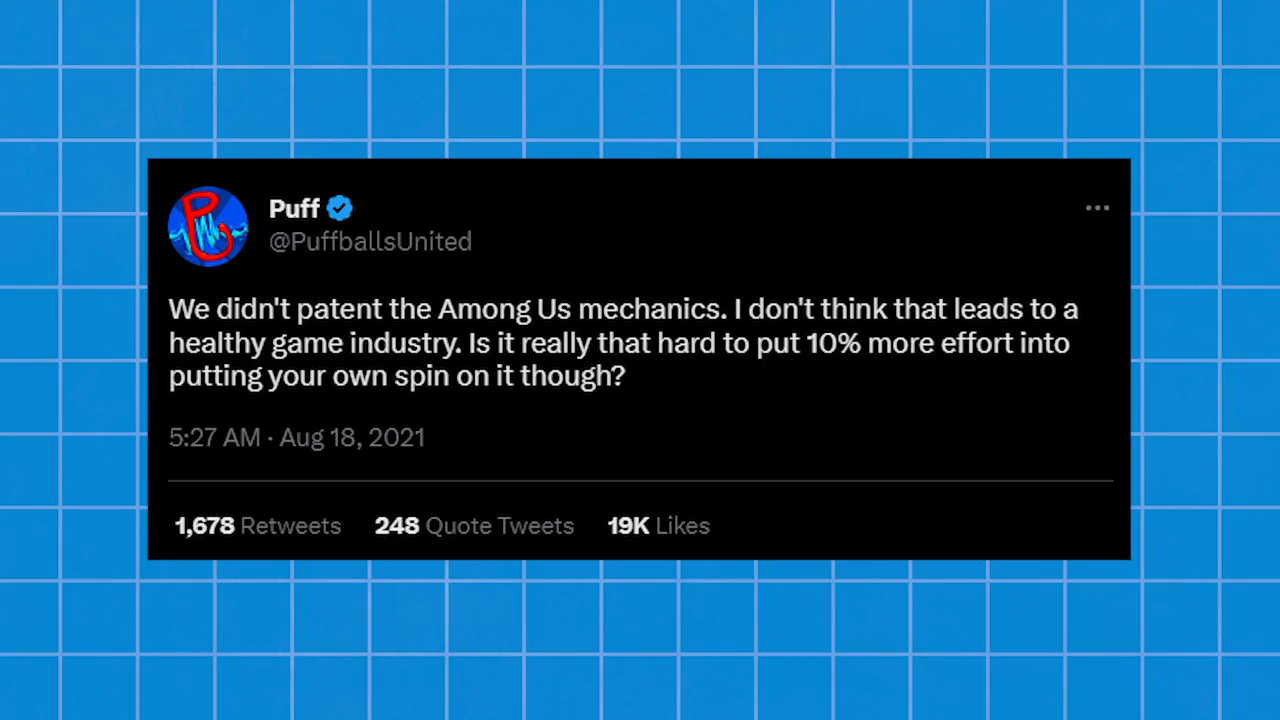 Puff
@PuffballsUnited
We didn't patent the Among Us mechanics. I don't think that leads to a
healthy game industry. Is it really that hard to put 10% more effort into
putting your own spin on it though?
5:27 AM · Aug 18, 2021
1,678 Retweets 248 Quote Tweets 19K Likes